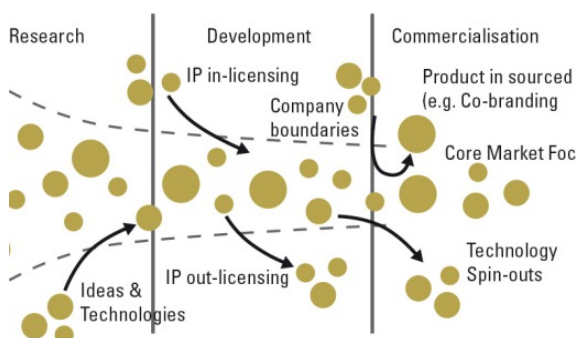 Research
Development
Commercialisation
IP in-licensing
Company
boundaries
Product in sourced
(e.g. Co-branding
Core Market Foc
Ideas &
Technologies
IP out-licensing
Technology
Spin-outs